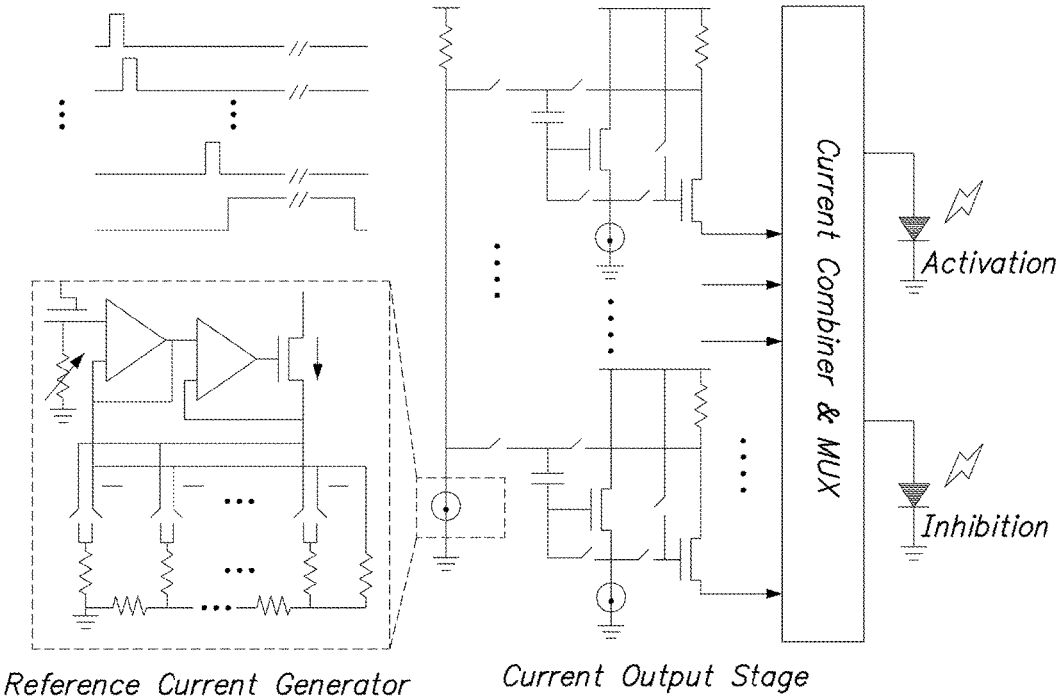 Current Combiner & MUX
Activation
Inhibition
Reference Current Generator
Current Output Stage